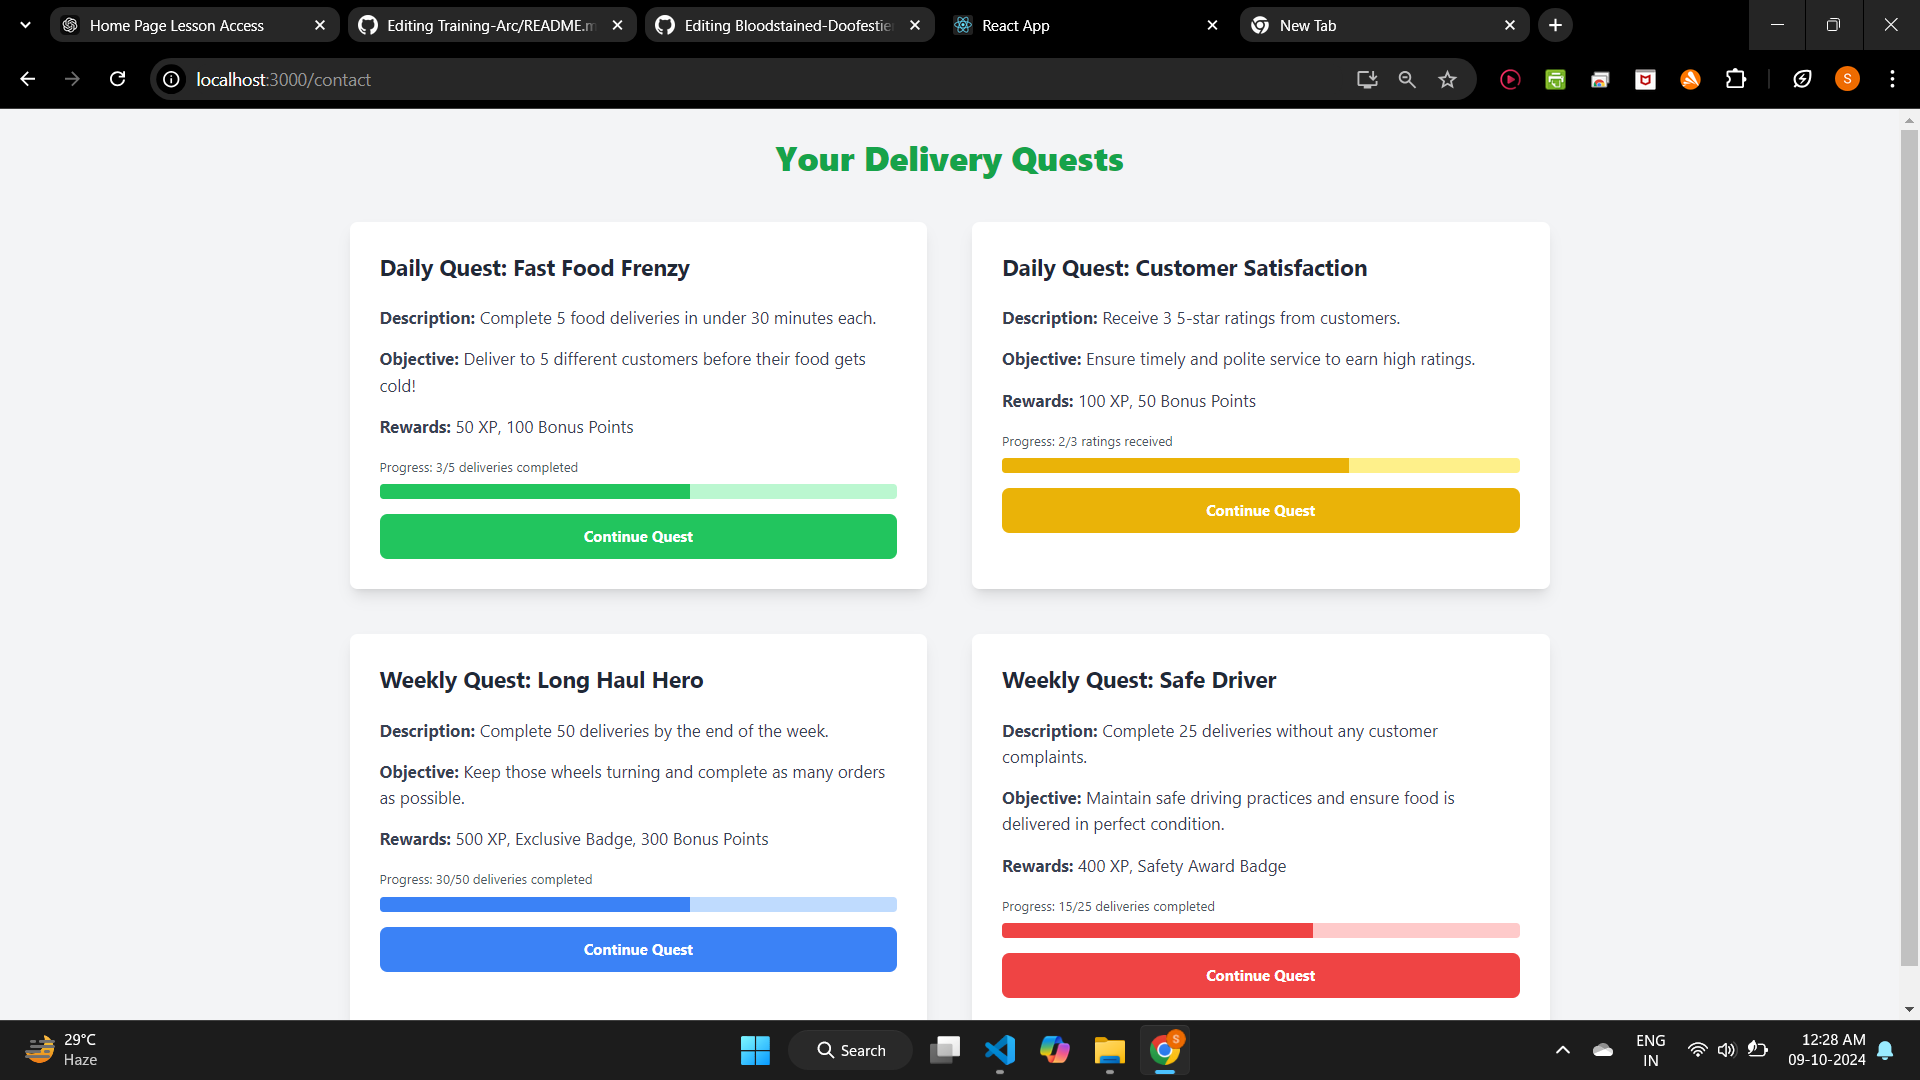 Home Page Lesson Access
Editing Training-Arc/README.m
Editing Bloodstained-Doofestie
React App
New Tab
localhost:3000/contact
S
Your Delivery Quests
Daily Quest: Fast Food Frenzy
Description: Complete 5 food deliveries in under 30 minutes each.
Objective: Deliver to 5 different customers before their food gets
cold!
Rewards: 50 XP, 100 Bonus Points
Progress: 3/5 deliveries completed
Continue Quest
Daily Quest: Customer Satisfaction
Description: Receive 3 5-star ratings from customers.
Objective: Ensure timely and polite service to earn high ratings.
Rewards: 100 XP, 50 Bonus Points
Progress: 2/3 ratings received
Continue Quest
Weekly Quest: Long Haul Hero
Description: Complete 50 deliveries by the end of the week.
Objective: Keep those wheels turning and complete as many orders
as possible.
Rewards: 500 XP, Exclusive Badge, 300 Bonus Points
Progress: 30/50 deliveries completed
Continue Quest
Weekly Quest: Safe Driver
Description: Complete 25 deliveries without any customer
complaints.
Objective: Maintain safe driving practices and ensure food is
delivered in perfect condition.
Rewards: 400 XP, Safety Award Badge
Progress: 15/25 deliveries completed
Continue Quest
29°C
Haze
Search
S
ENG
IN
12:28 AM
09-10-2024